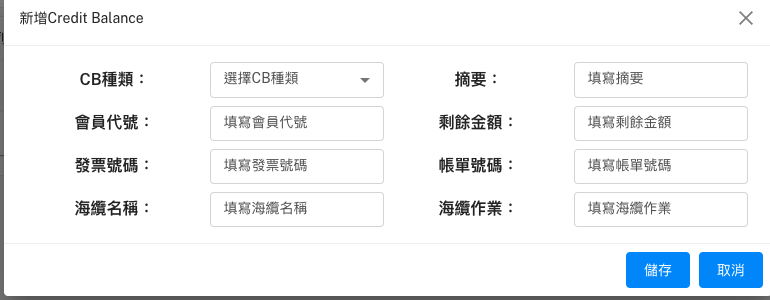 新增Credit Balance
CB種類： 選擇CB種類 摘要： 填寫摘要
會員代號： 填寫會員代號 剩餘金額： 填寫剩餘金額
發票號碼： 填寫發票號碼 帳單號碼： 填寫帳單號碼
海纜名稱： 填寫海纜名稱 海纜作業： 填寫海纜作業
儲存 取消